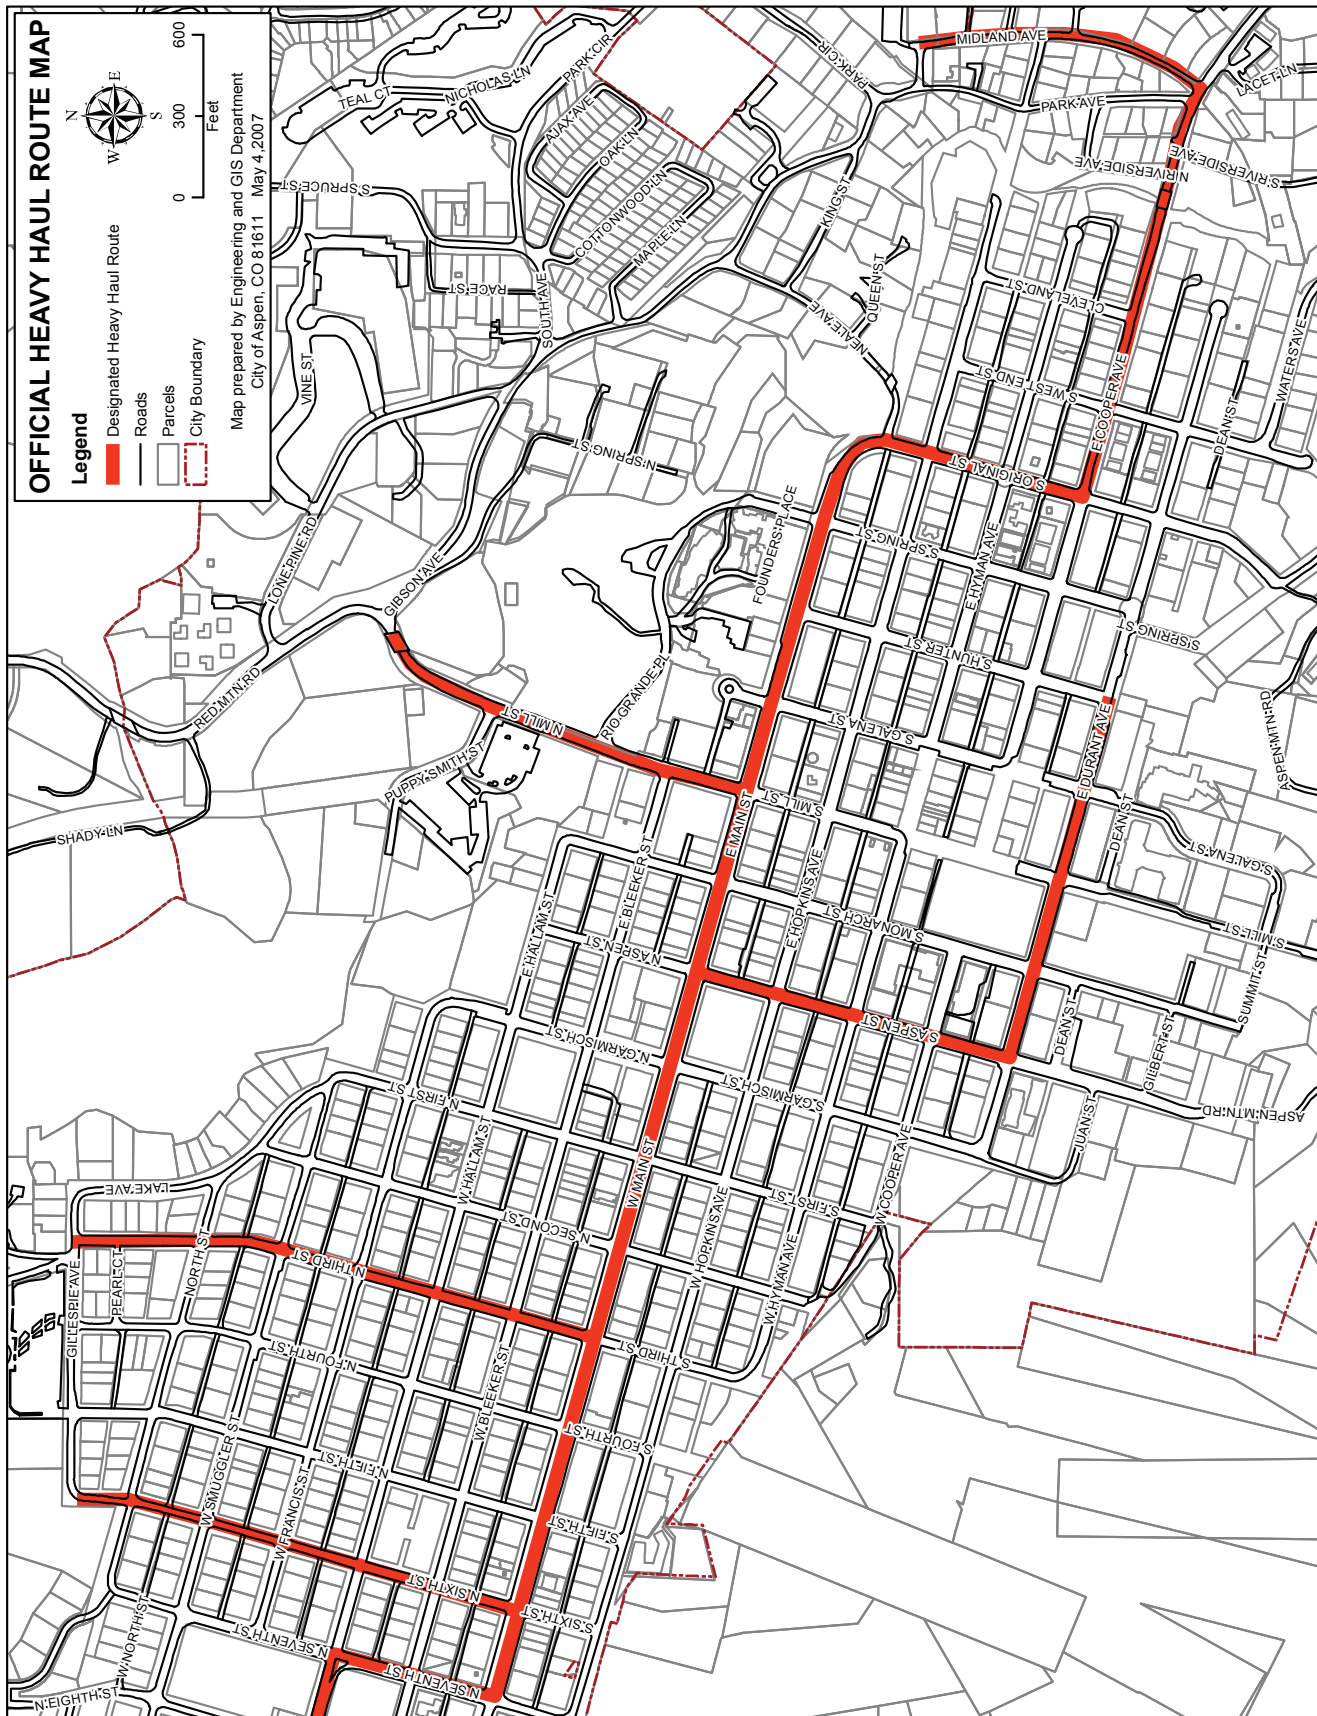 OFFICIAL HEAVY HAUL ROUTE MAP
N
E
S
W
0 300 600
Feet
Legend
Designated Heavy Haul Route
Roads
Parcels
City Boundary
Map prepared by Engineering and GIS Department
City of Aspen, CO 81611 May 4,2007
TEAL CT
NICHOLAS LN
PARK CIR
AJAX AVE
OAK LN
COTTONWOOD LN
MAPLE LN
S SPRUCE ST
RACE ST
SOUTH AVE
VINE ST
PARK CIR
MIDLAND AVE
PARK AVE
LACET LN
N RIVERSIDE AVE
S RIVERSIDE AVE
KING ST
QUEEN ST
NEALE AVE
CLEVELAND ST
S WEST END ST
E COOPER AVE
DEAN ST
WATERS AVE
N SPRING ST
LONE PINE RD
GIBSON AVE
RED MTN RD
SHADY LN
PUPPY SMITH ST
N MILL ST
RIO GRANDE PL
FOUNDERS PLACE
S ORIGINAL ST
S SPRING ST
E HYMAN AVE
S HUNTER ST
S SPRING ST
S GALENA ST
ASPEN MTN RD
E DURANT AVE
DEAN ST
S GALENA ST
S MILL ST
E MAIN ST
E HOPKINS AVE
S MONARCH ST
S MILL ST
SUMMIT ST
GILBERT ST
DEAN ST
ASPEN MTN RD
JUAN ST
S ASPEN ST
E BLEEKER ST
E HALLAM ST
N ASPEN ST
N GARMISCH ST
S GARMISCH ST
W COOPER AVE
N FIRST ST
W HALLAM ST
W MAIN ST
S FIRST ST
W HOPKINS AVE
W HYMAN AVE
N SECOND ST
LAKE AVE
NORTH ST
PEARL CT
GILLESPIE AVE
N THIRD ST
S THIRD ST
N FOURTH ST
W BLEEKER ST
S FOURTH ST
N FIFTH ST
S FIFTH ST
W SMUGGLER ST
W FRANCIS ST
N SIXTH ST
S SIXTH ST
W NORTH ST
N SEVENTH ST
N SEVENTH ST
N EIGHTH ST